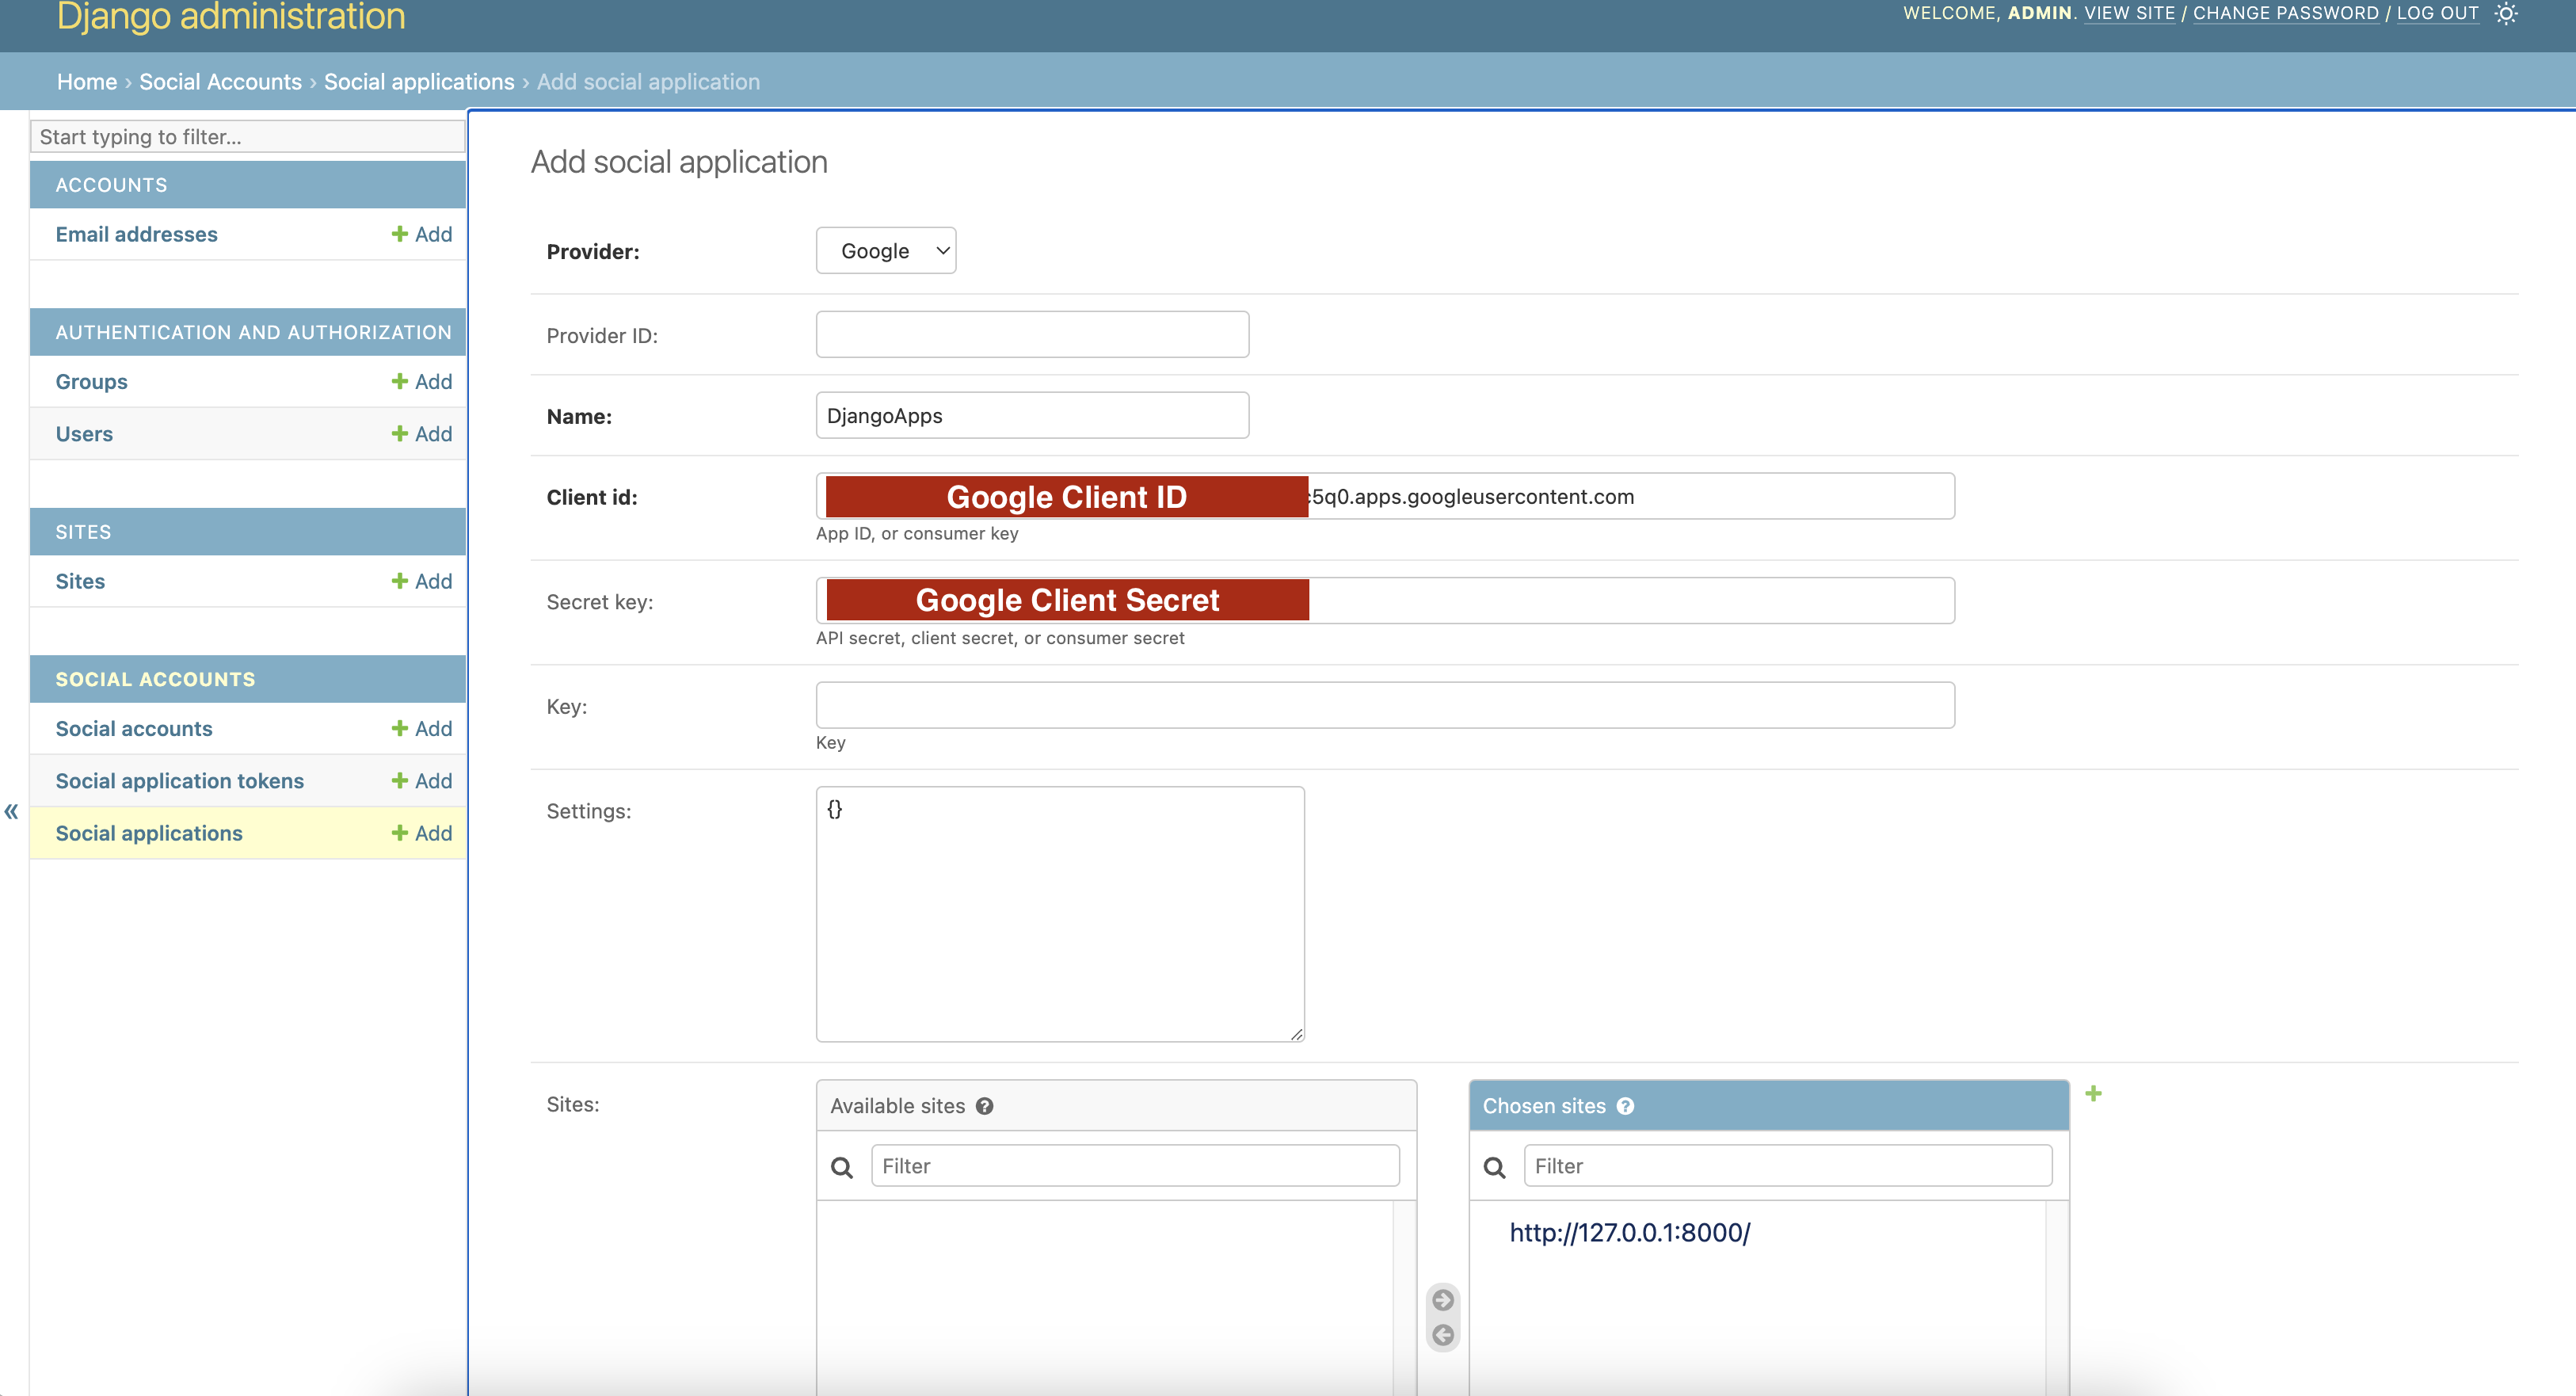 Django administration
WELCOME, ADMIN. VIEW SITE / CHANGE PASSWORD / LOG OUT
Home › Social Accounts › Social applications › Add social application
Start typing to filter...
ACCOUNTS
Email addresses + Add
AUTHENTICATION AND AUTHORIZATION
Groups + Add
Users + Add
SITES
Sites + Add
SOCIAL ACCOUNTS
Social accounts + Add
Social application tokens + Add
Social applications + Add
«
Add social application
Provider: Google
Provider ID:
Name: DjangoApps
Client id: Google Client ID 5q0.apps.googleusercontent.com
App ID, or consumer key
Secret key: Google Client Secret
API secret, client secret, or consumer secret
Key:
Key
Settings: {}
Sites:
Available sites ?
Filter
Chosen sites ?
Filter
http://127.0.0.1:8000/